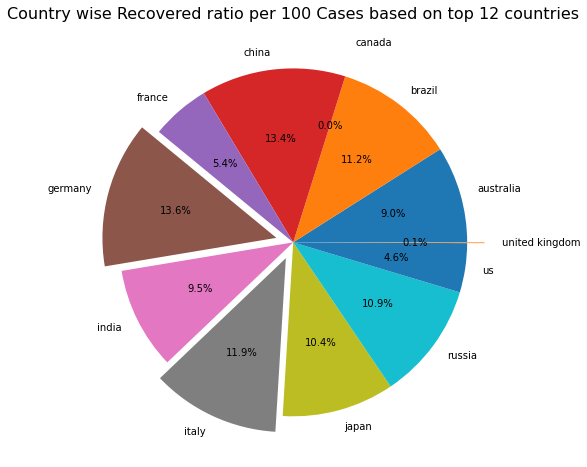 Country wise Recovered ratio per 100 Cases based on top 12 countries
canada
china
brazil
france
0.0%
13.4%
11.2%
5.4%
germany
australia
13.6%
9.0%
0.1%
united kingdom
4.6%
us
9.5%
10.9%
india
11.9%
10.4%
russia
italy
japan